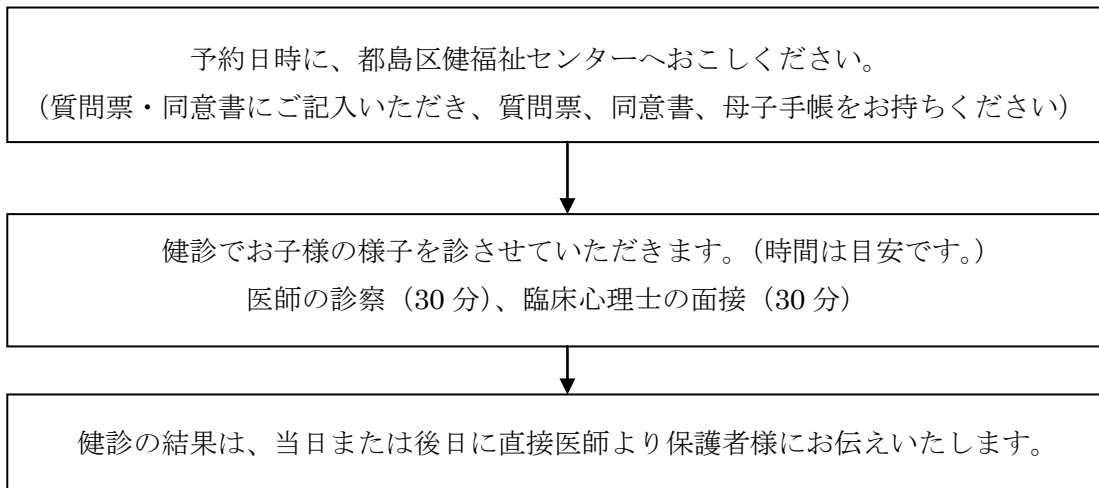 予約日時に、都島区健福祉センターへおこしください。
（質問票・同意書にご記入いただき、質問票、同意書、母子手帳をお持ちください）
健診でお子様の様子を診させていただきます。（時間は目安です。）
医師の診察（30 分）、臨床心理士の面接（30 分）
健診の結果は、当日または後日に直接医師より保護者様にお伝えいたします。